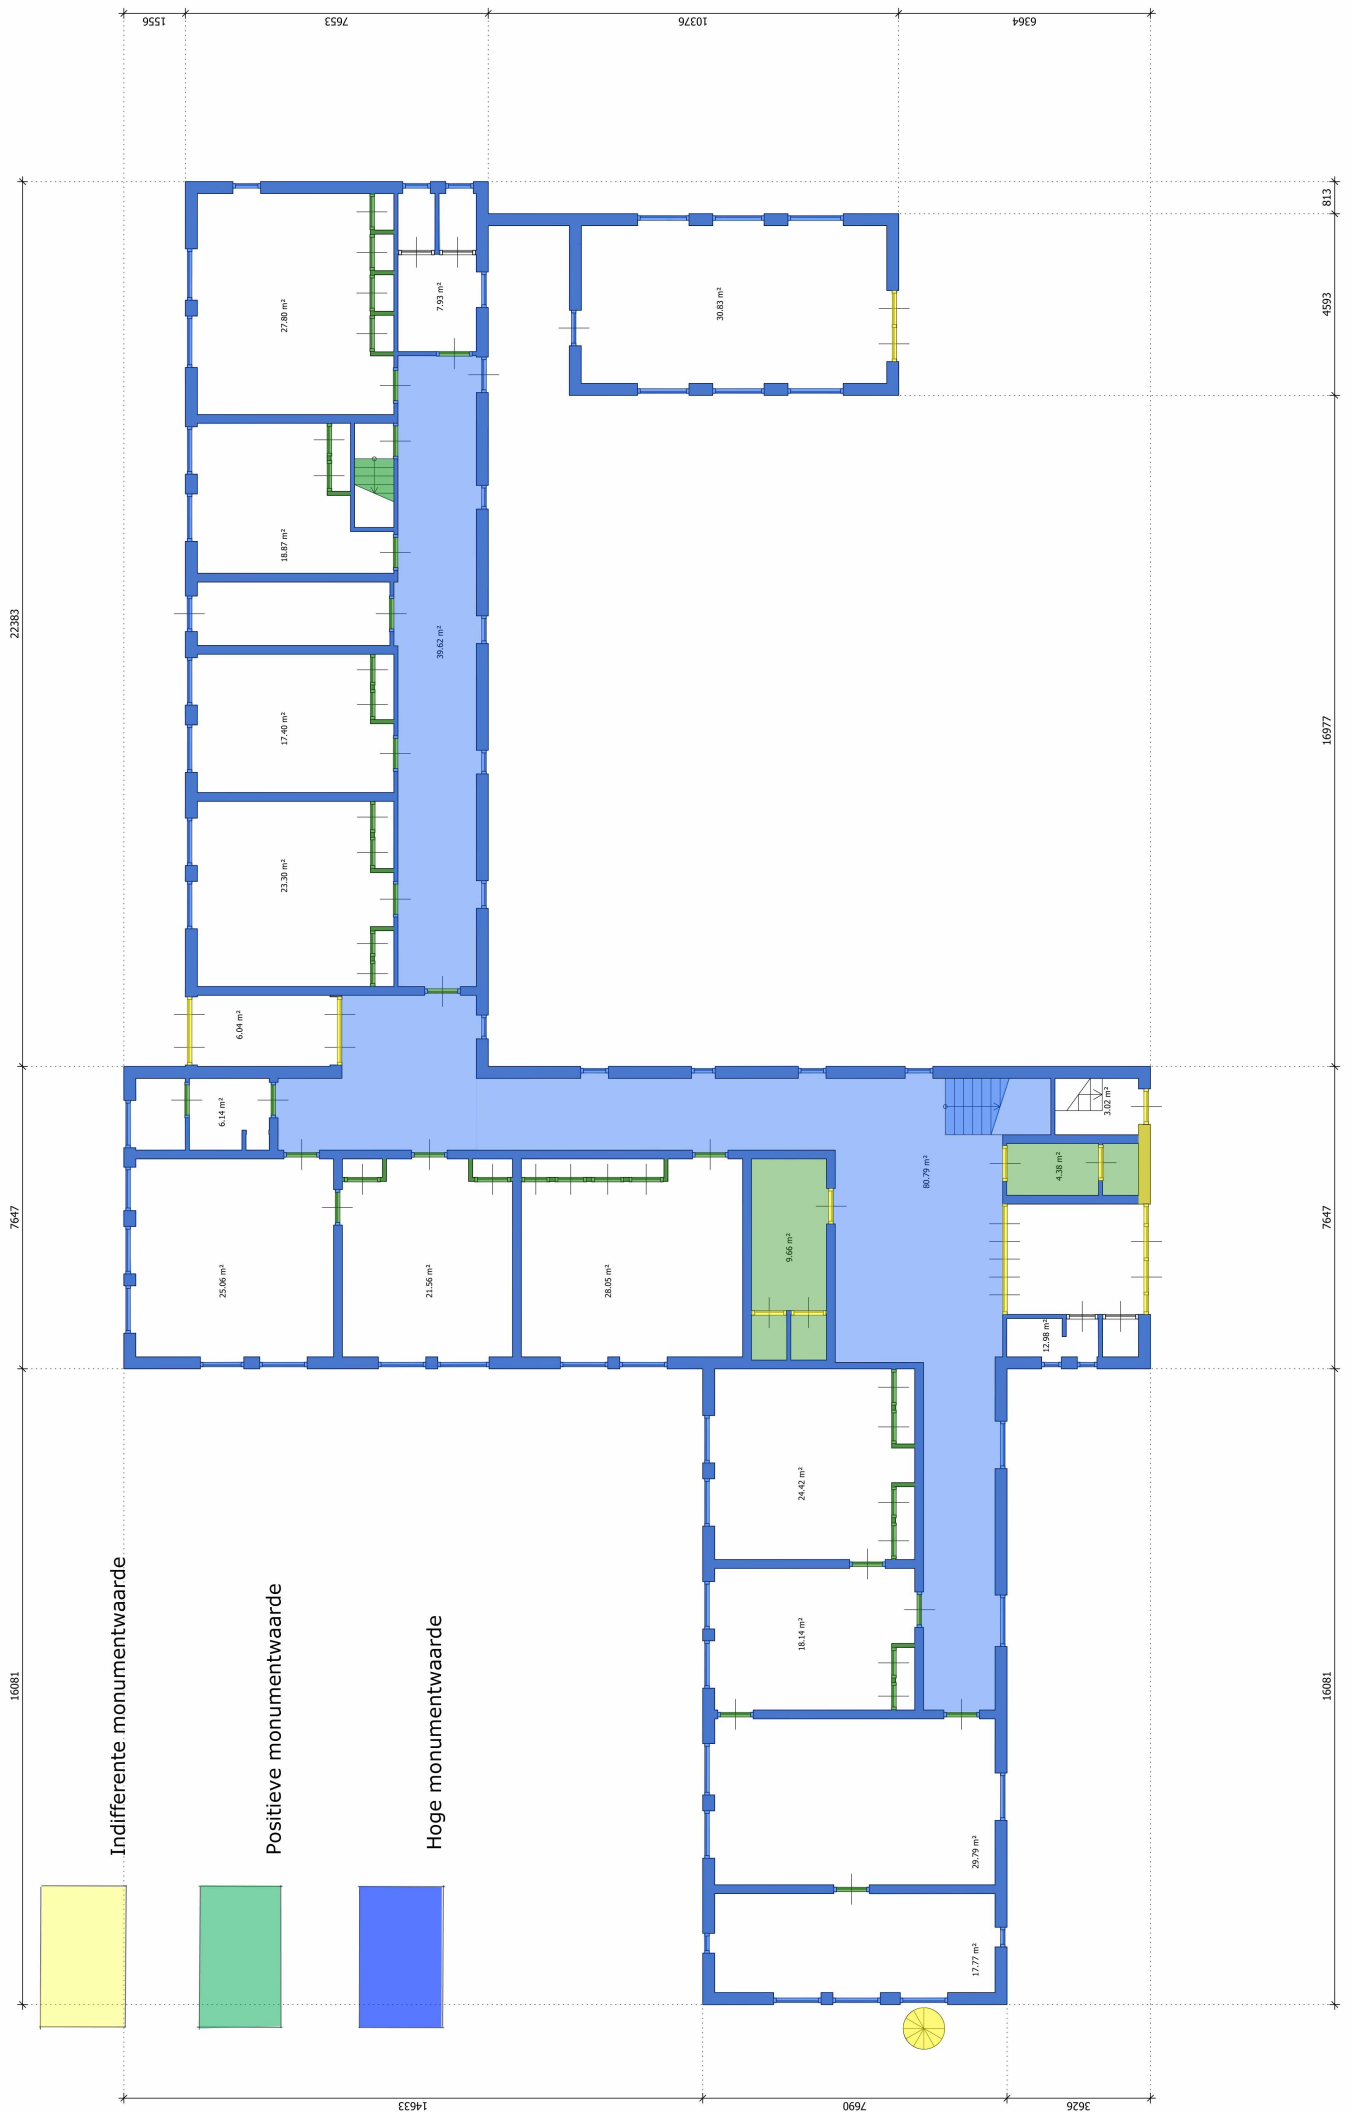 1556
7653
10376
6364
813
4593
16977
7647
16081
22383
7647
16081
27.80 m²
7.93 m²
30.83 m²
18.87 m²
39.62 m²
17.40 m²
23.30 m²
6.04 m²
6.14 m²
3.02 m²
4.38 m²
80.79 m²
9.66 m²
25.06 m²
21.56 m²
28.05 m²
12.98 m²
24.42 m²
18.14 m²
29.79 m²
17.77 m²
Indifferente monumentwaarde
Positieve monumentwaarde
Hoge monumentwaarde
14633
7690
3626